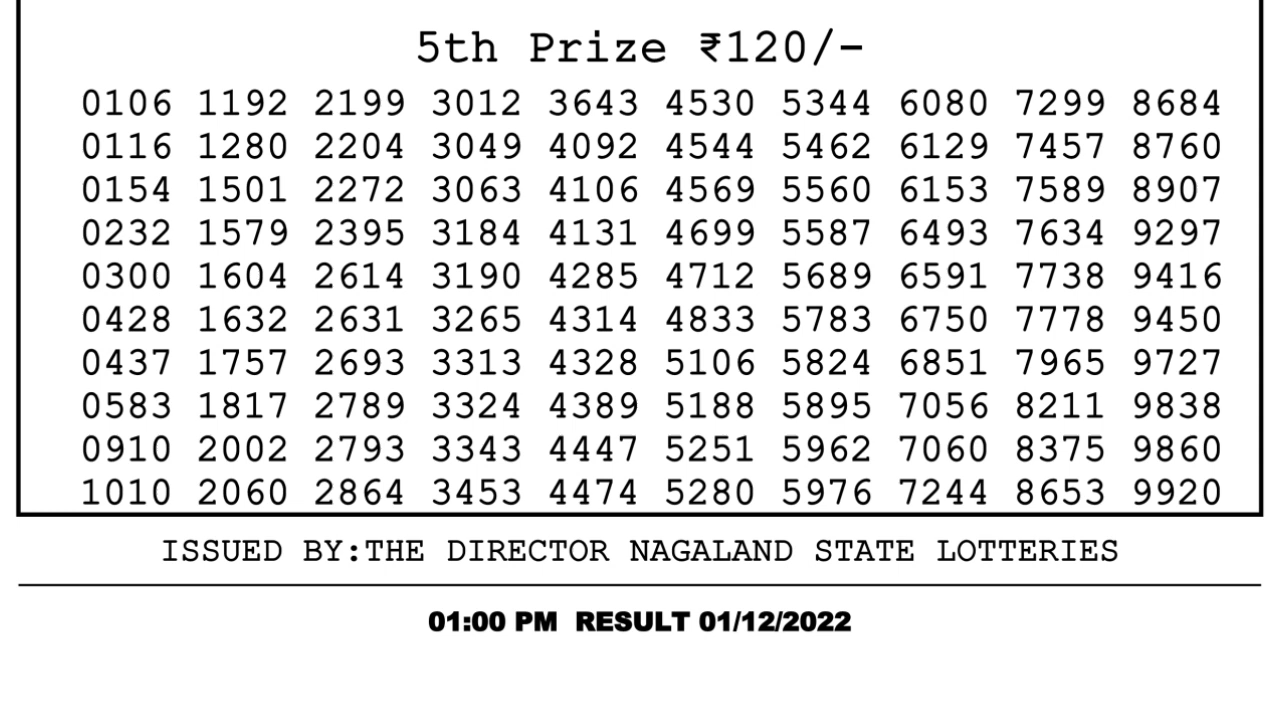 5th Prize ₹120/-
0106 1192 2199 3012 3643 4530 5344 6080 7299 8684
0116 1280 2204 3049 4092 4544 5462 6129 7457 8760
0154 1501 2272 3063 4106 4569 5560 6153 7589 8907
0232 1579 2395 3184 4131 4699 5587 6493 7634 9297
0300 1604 2614 3190 4285 4712 5689 6591 7738 9416
0428 1632 2631 3265 4314 4833 5783 6750 7778 9450
0437 1757 2693 3313 4328 5106 5824 6851 7965 9727
0583 1817 2789 3324 4389 5188 5895 7056 8211 9838
0910 2002 2793 3343 4447 5251 5962 7060 8375 9860
1010 2060 2864 3453 4474 5280 5976 7244 8653 9920
ISSUED BY:THE DIRECTOR NAGALAND STATE LOTTERIES
01:00 PM RESULT 01/12/2022